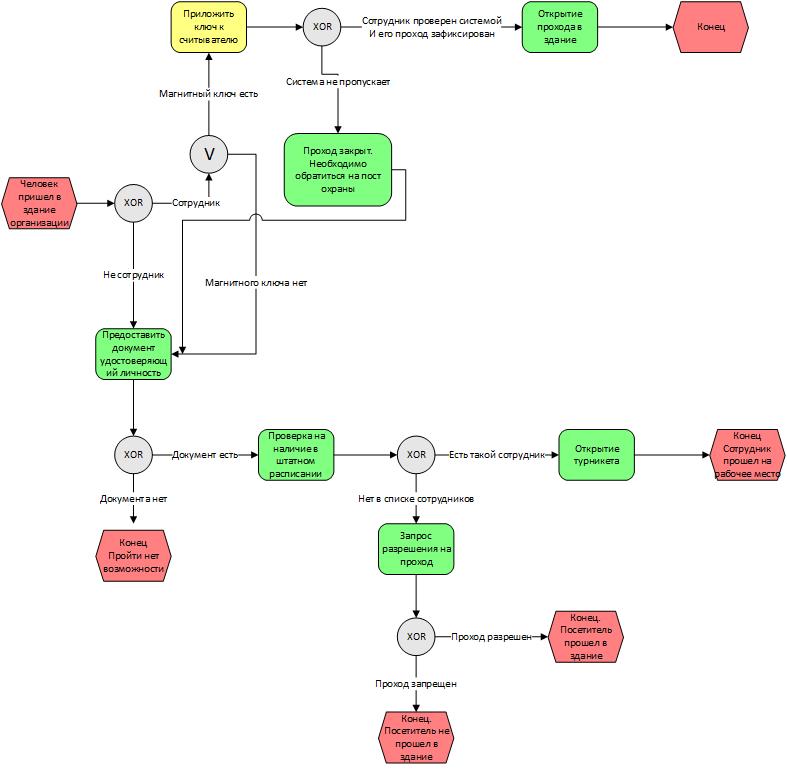 Приложить
ключ к
считывателю
XOR
Сотрудник проверен системой
И его проход зафиксирован
Открытие
прохода в
здание
Конец
Система не пропускает
Магнитный ключ есть
V
Проход закрыт.
Необходимо
обратиться на пост
охраны
Человек
пришел в
здание
организации
XOR
Сотрудник
Не сотрудник
Магнитного ключа нет
Предоставить
документ
удостоверяющ
ий личность
XOR
Документ есть
Проверка на
наличие в
штатном
расписании
XOR
Есть такой сотрудник
Открытие
турникета
Конец
Сотрудник
прошел на
рабочее место
Документа нет
Нет в списке сотрудников
Конец
Пройти нет
возможности
Запрос
разрешения на
проход
XOR
Проход разрешен
Конец.
Посетитель
прошел в
здание
Проход запрещен
Конец.
Посетитель не
прошел в
здание